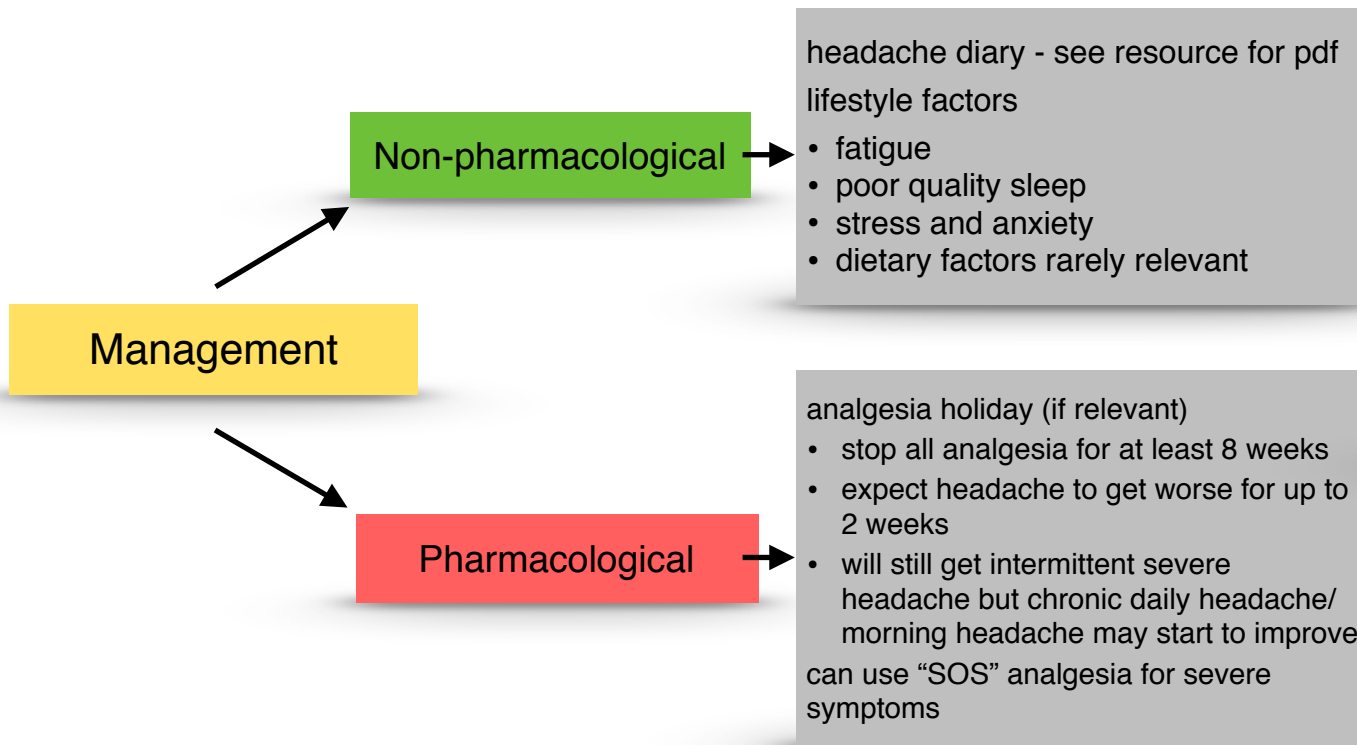 Management
Non-pharmacological
headache diary - see resource for pdf
lifestyle factors
• fatigue
• poor quality sleep
• stress and anxiety
• dietary factors rarely relevant
Pharmacological
analgesia holiday (if relevant)
• stop all analgesia for at least 8 weeks
• expect headache to get worse for up to
2 weeks
• will still get intermittent severe
headache but chronic daily headache/
morning headache may start to improve
can use “SOS” analgesia for severe
symptoms